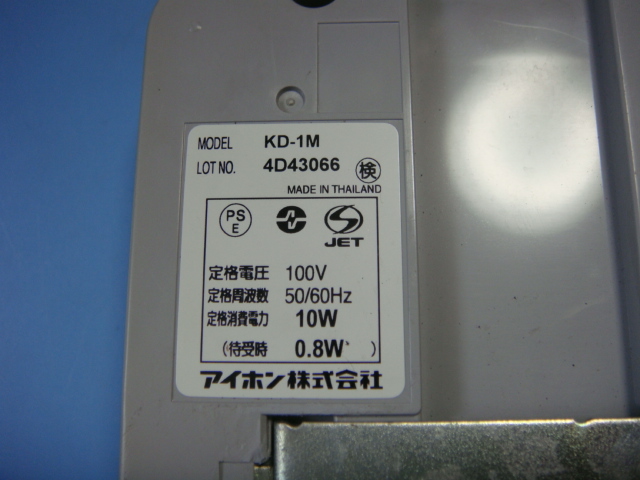 MODEL KD-1M
LOT NO. 4D43066 検
MADE IN THAILAND
PS
E
JET
定格電圧 100V
定格周波数 50/60Hz
定格消費電力 10W
(待受時 0.8W )
アイホン株式会社